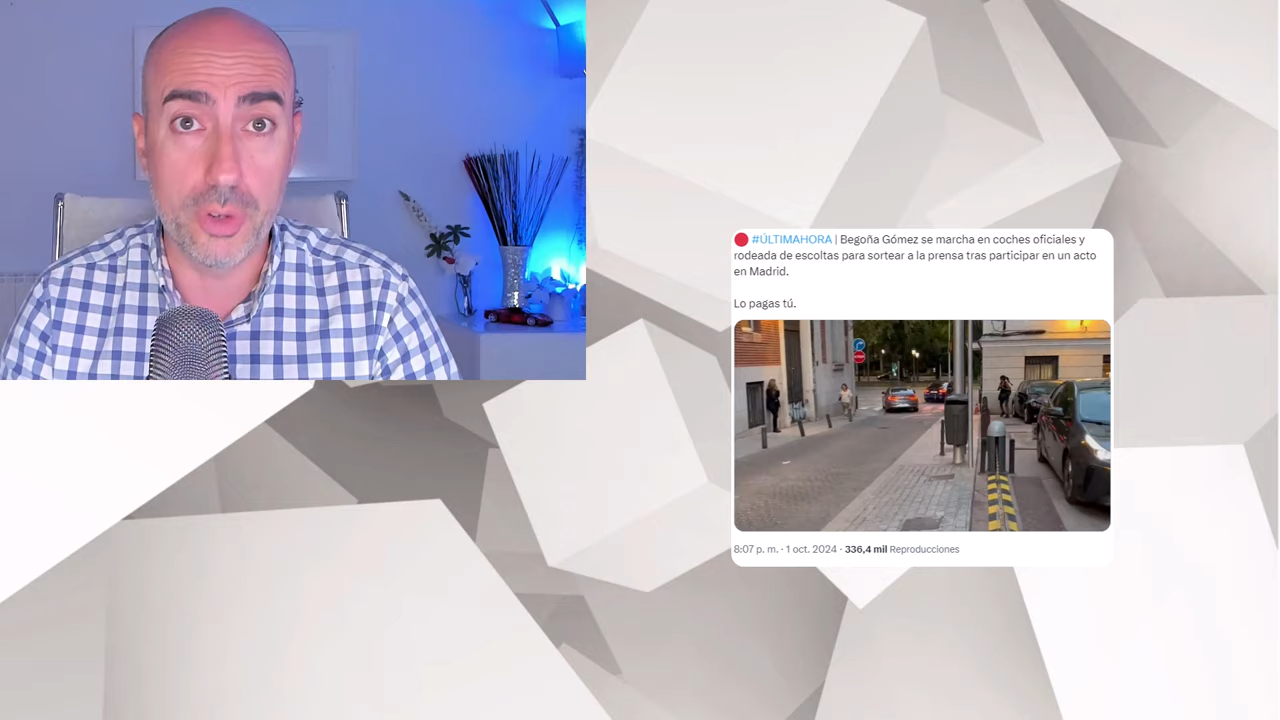 #ÚLTIMAHORA | Begoña Gómez se marcha en coches oficiales y
rodeada de escoltas para sortear a la prensa tras participar en un acto
en Madrid.
Lo pagas tú.
8:07 p. m. · 1 oct. 2024 · 336,4 mil Reproducciones